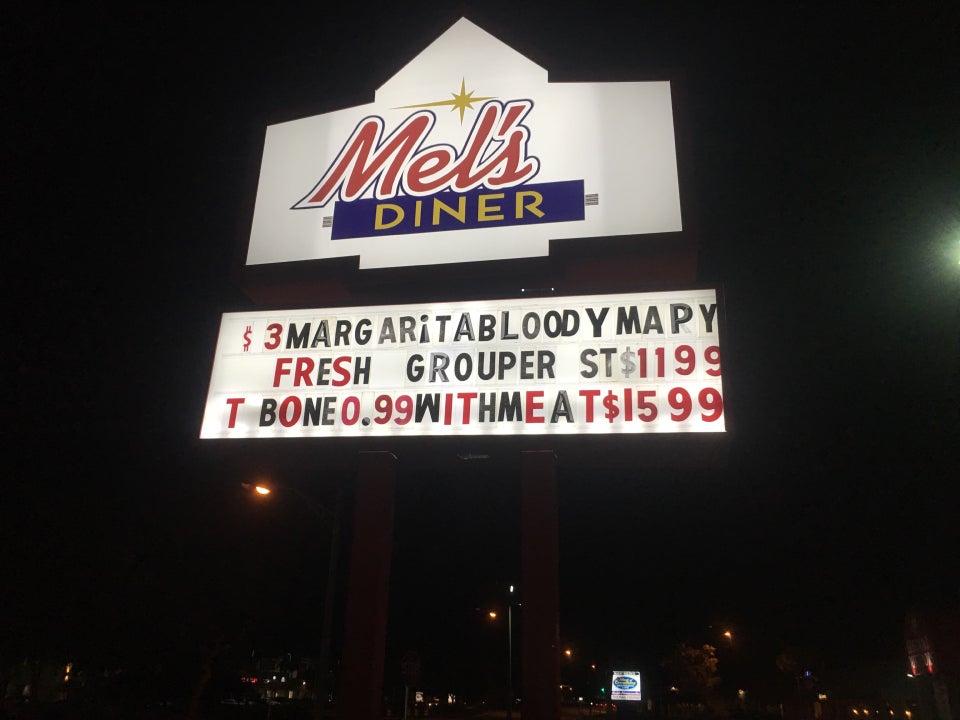 Mel's
DINER
$ 3MARGARiTABLOODYMAPY
FRESH GROUPER ST$1199
T BONE0.99WITHMEAT$1599